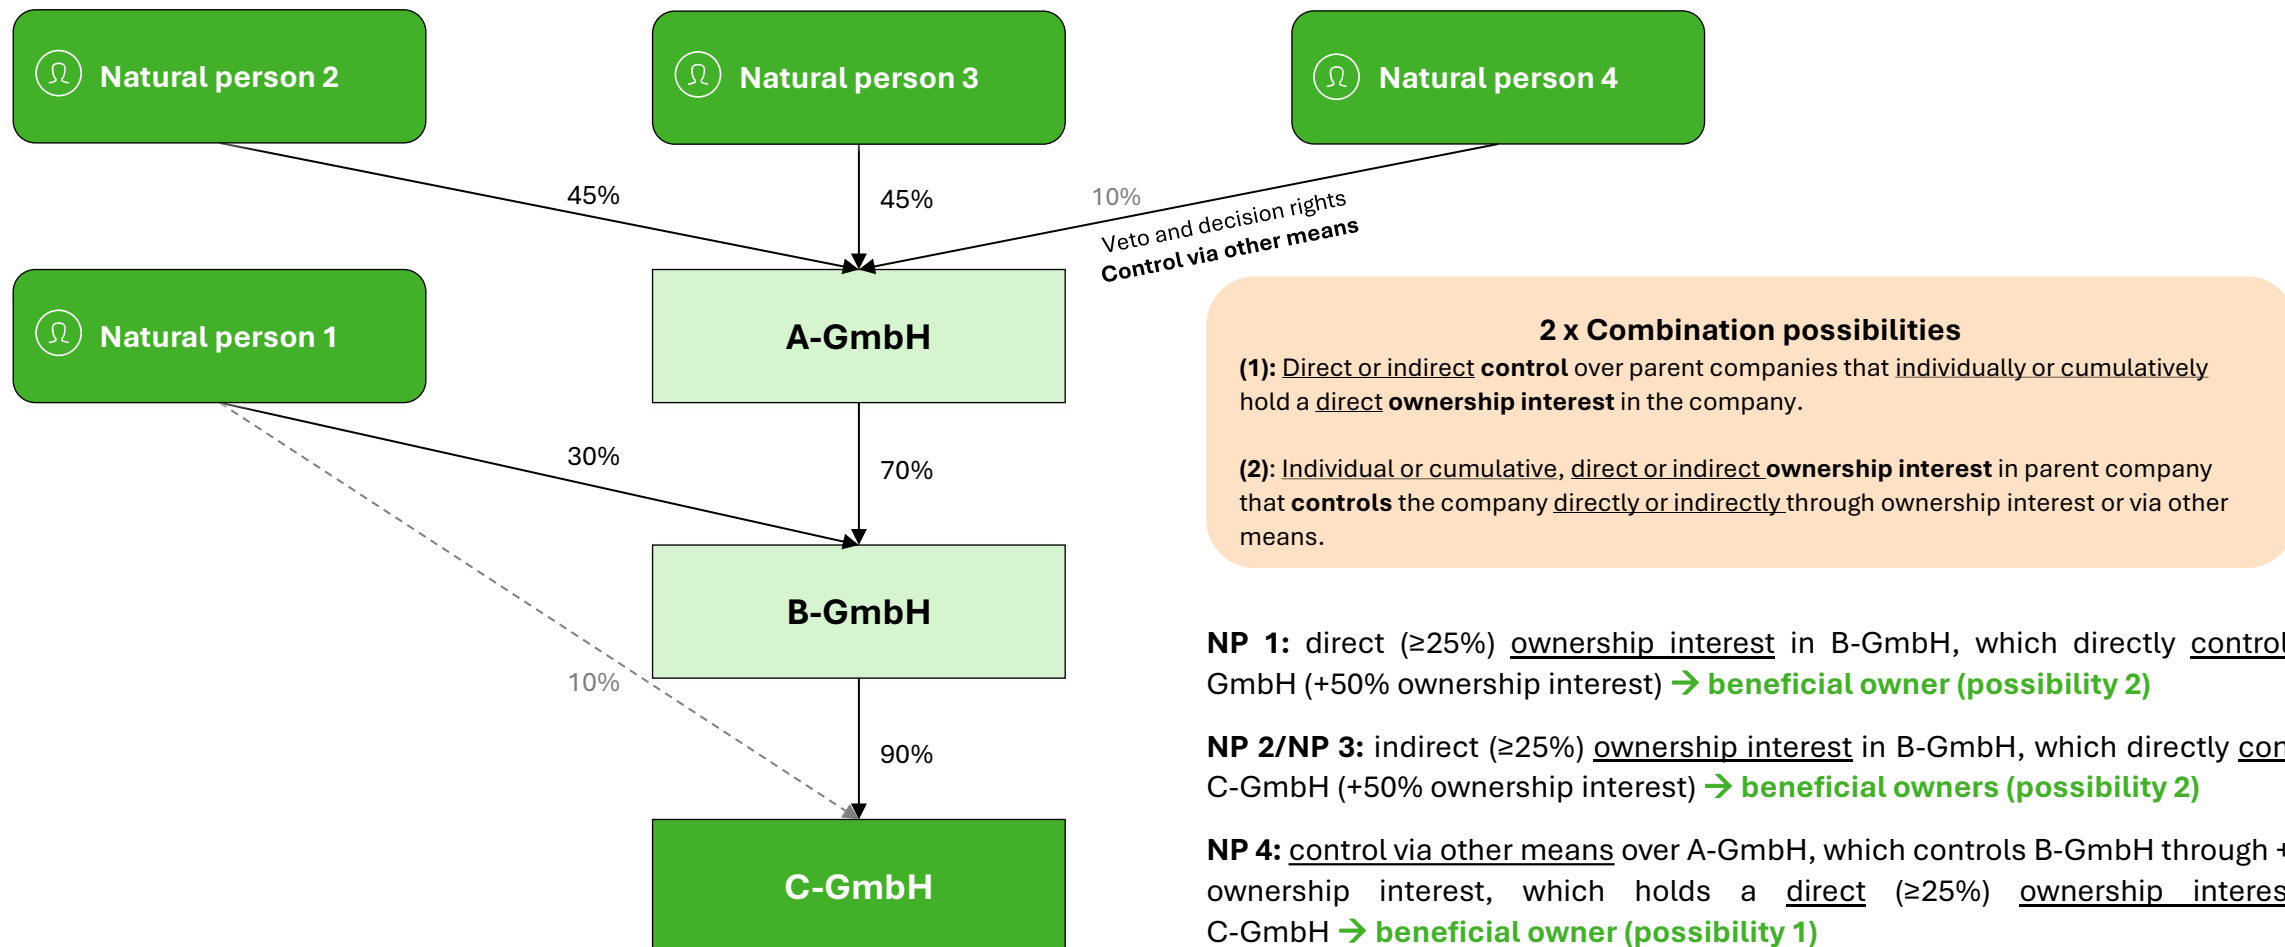 Natural person 2
Natural person 3
Natural person 4
45%
45%
10%
Veto and decision rights
Control via other means
Natural person 1
A-GmbH
2 x Combination possibilities
(1): Direct or indirect control over parent companies that individually or cumulatively
hold a direct ownership interest in the company.
(2): Individual or cumulative, direct or indirect ownership interest in parent company
that controls the company directly or indirectly through ownership interest or via other
means.
30%
70%
B-GmbH
10%
90%
C-GmbH
NP 1: direct (≥25%) ownership interest in B-GmbH, which directly
GmbH (+50% ownership interest) → beneficial owner (possibility 2)
NP 2/NP 3: indirect (≥25%) ownership interest in B-GmbH, which directly
C-GmbH (+50% ownership interest) → beneficial owners (possibility 2)
NP 4: control via other means over A-GmbH, which controls B-GmbH through +
ownership interest, which holds a direct (≥25%) ownership
C-GmbH → beneficial owner (possibility 1)